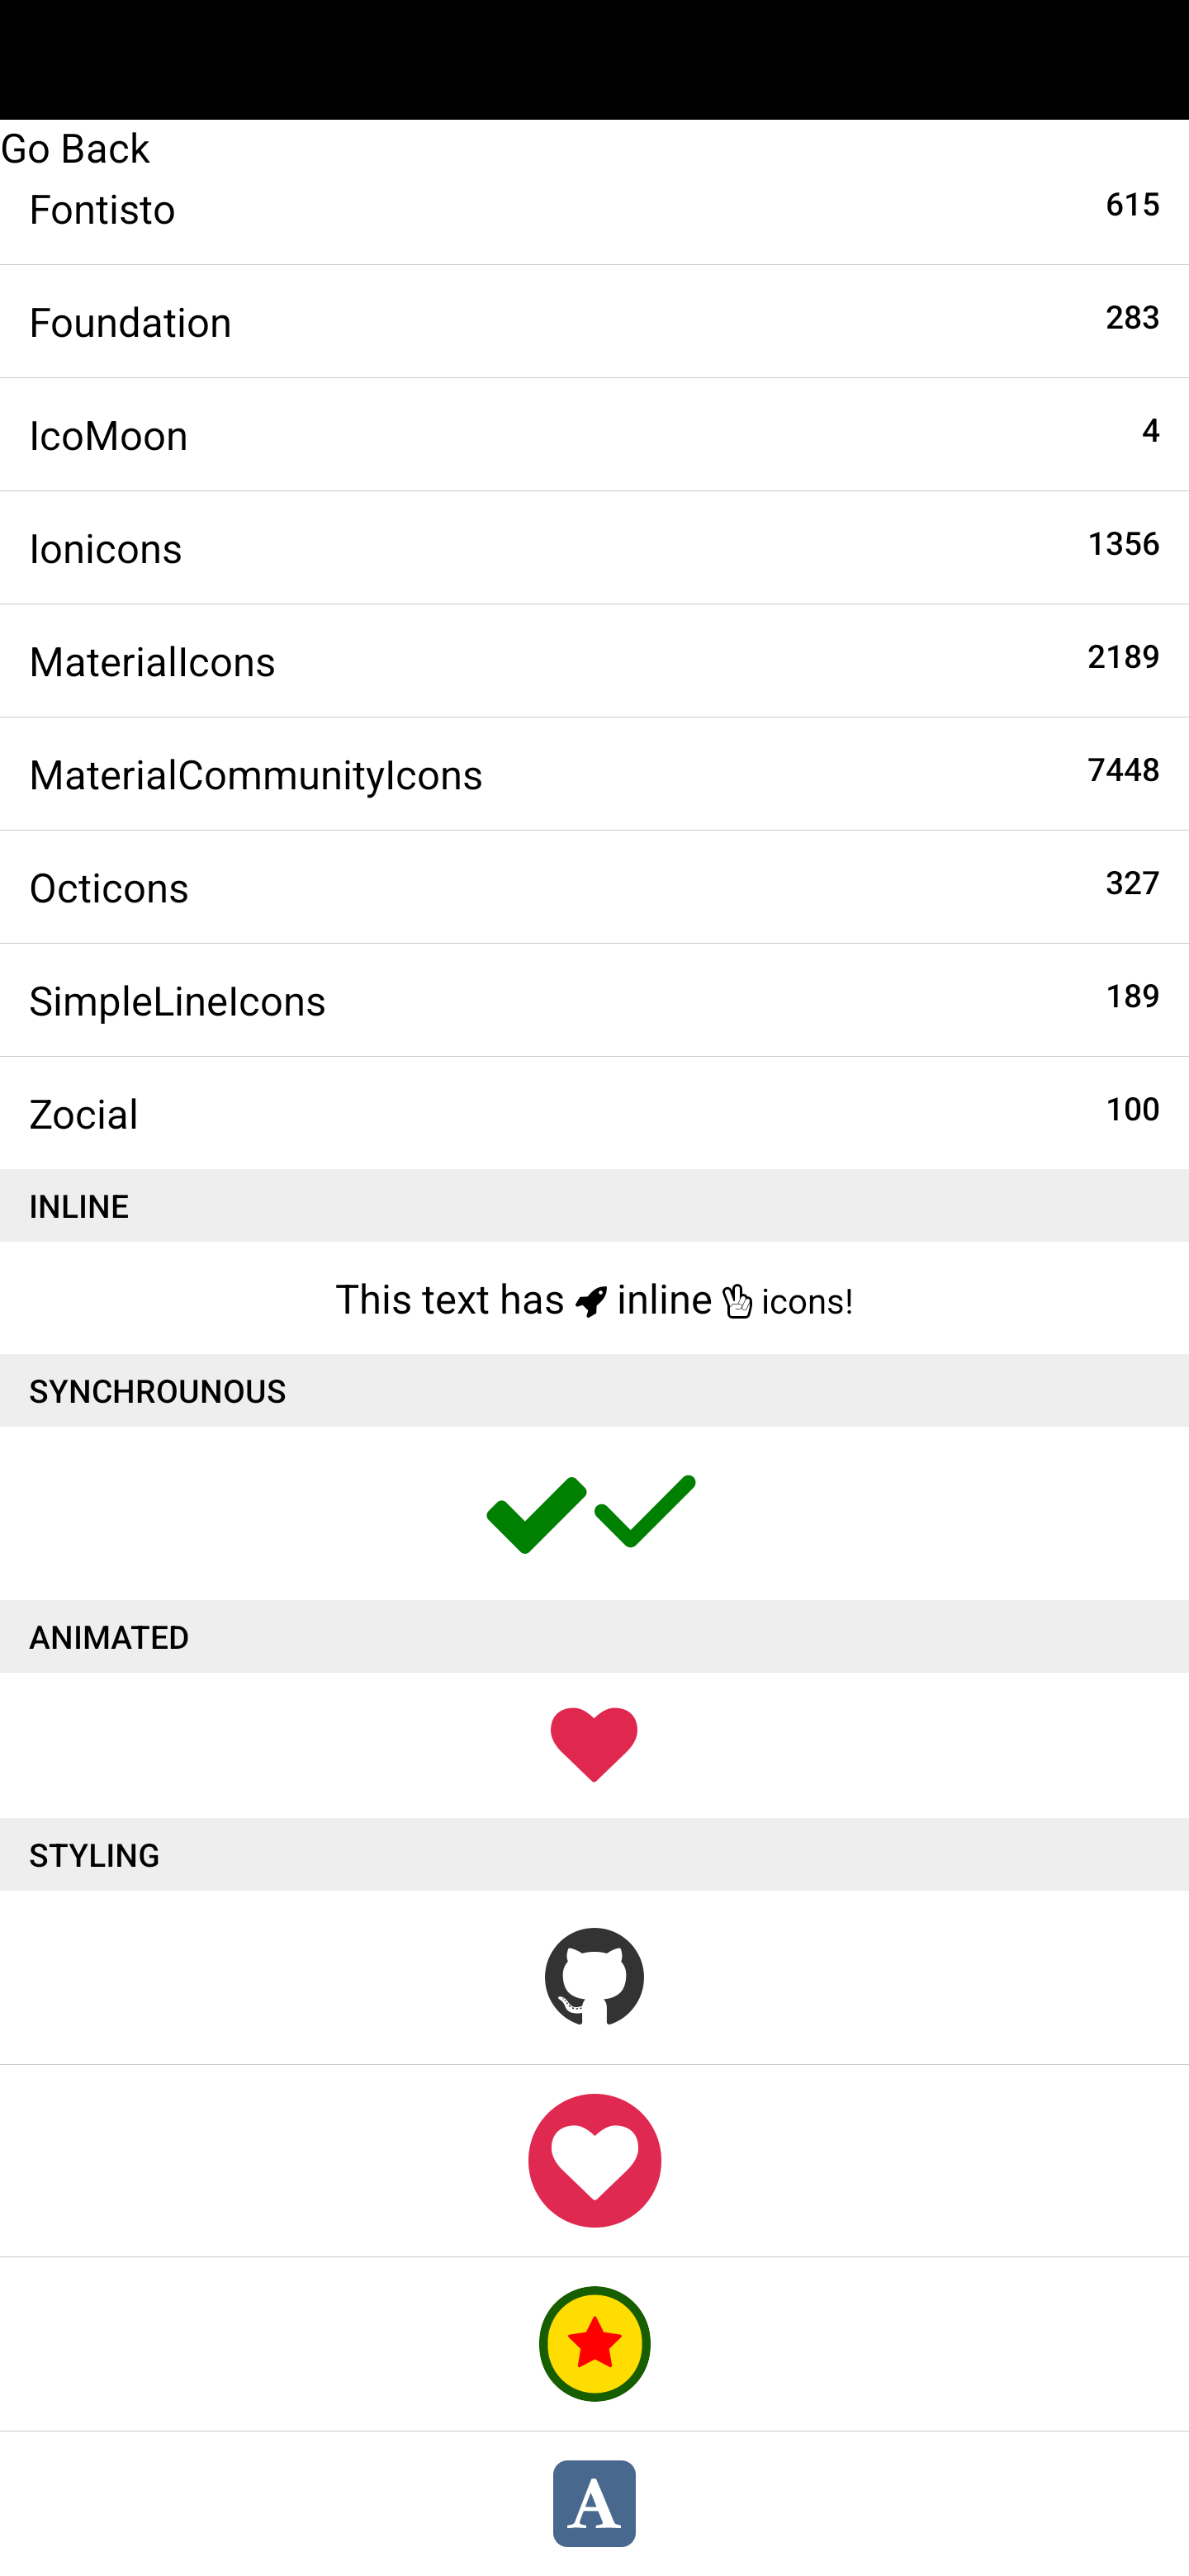 Go Back
Fontisto 615
Foundation 283
IcoMoon 4
Ionicons 1356
MaterialIcons 2189
MaterialCommunityIcons 7448
Octicons 327
SimpleLineIcons 189
Zocial 100
INLINE
This text has inline icons!
SYNCHROUNOUS
ANIMATED
STYLING
A